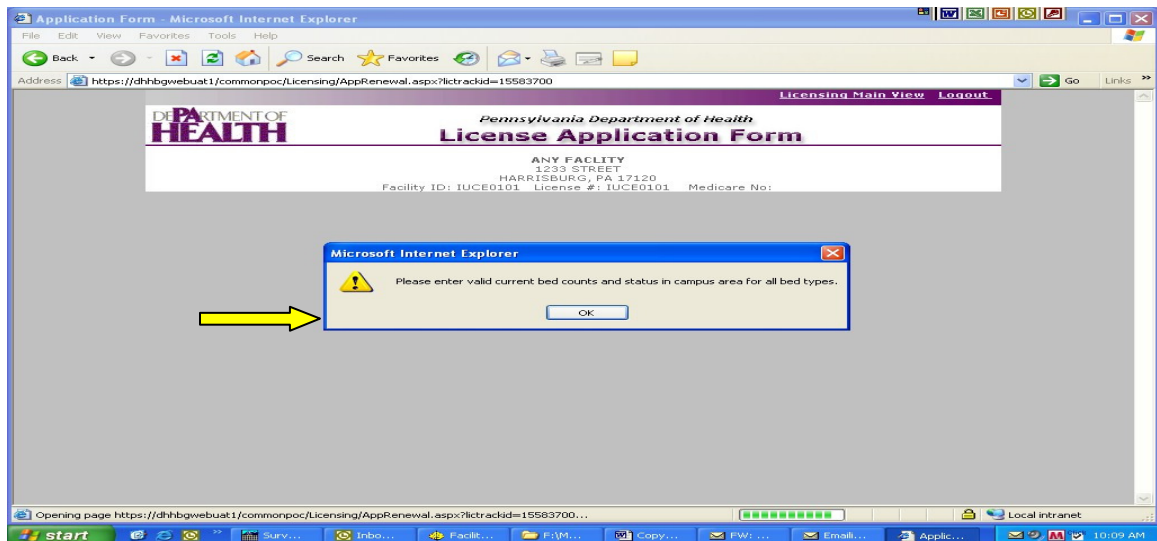 Application Form - Microsoft Internet Explorer
File Edit View Favorites Tools Help
Back Search Favorites
Address https://dhhbgwebuat1/commonpoc/Licensing/AppRenewal.aspx?lictrackid=15583700 Go Links »
Licensing Main View Logout
DEPARTMENT OF
HEALTH
Pennsylvania Department of Health
License Application Form
ANY FACLITY
1233 STREET
HARRISBURG, PA 17120
Facility ID: IUCE0101 License #: IUCE0101 Medicare No:
Microsoft Internet Explorer
Please enter valid current bed counts and status in campus area for all bed types.
OK
Opening page https://dhhbgwebuat1/commonpoc/Licensing/AppRenewal.aspx?lictrackid=15583700... Local intranet
start » Surv... Inbo... Facilit... F:\M... Copy... FW: ... Emaili... Applic... 10:09 AM